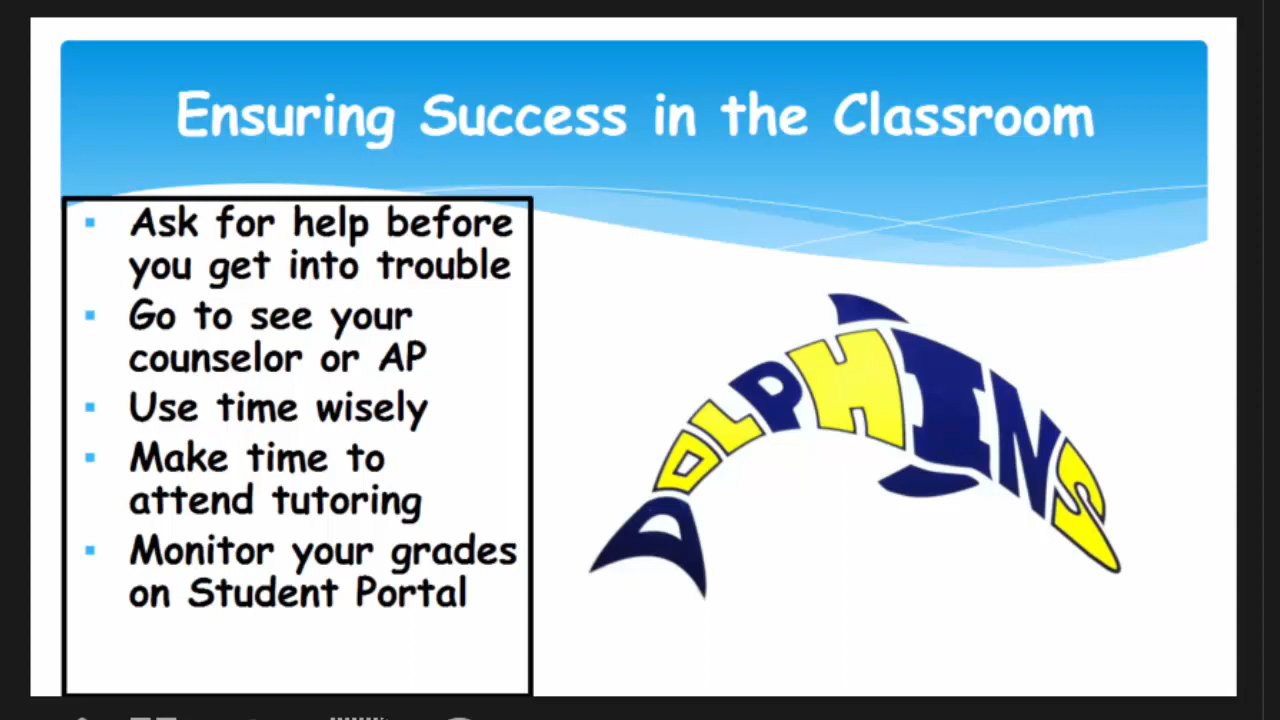 Ensuring Success in the Classroom
Ask for help before
you get into trouble
Go to see your
counselor or AP
Use time wisely
Make time to
attend tutoring
Monitor your grades
on Student Portal
DOLPHINS